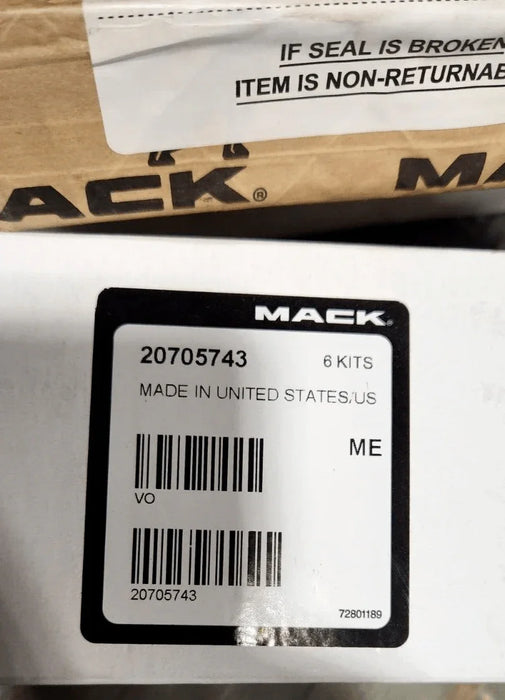 IF SEAL IS BROKEN
ITEM IS NON-RETURNAB
MACK®
MA
MACK®
20705743 6 KITS
MADE IN UNITED STATES/US
ME
VO
20705743
72801189